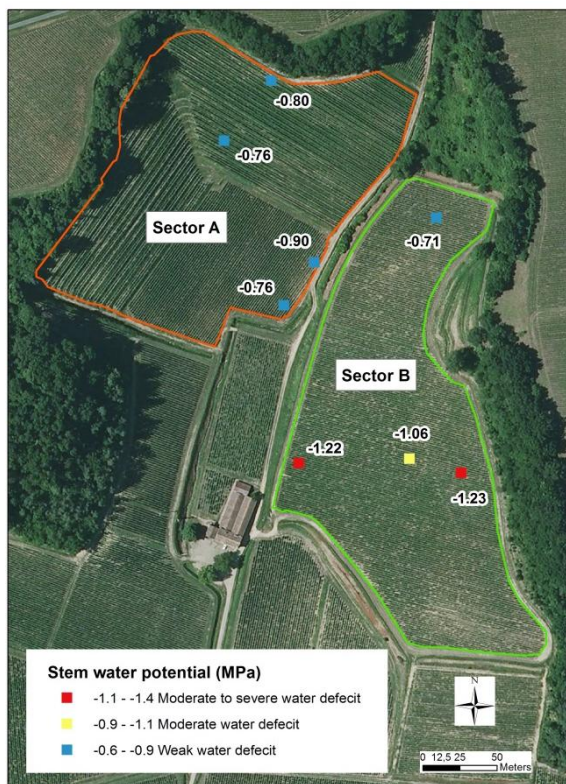 -0.80
-0.76
Sector A
-0.90
-0.71
-0.76
Sector B
-1.06
-1.22
-1.23
Stem water potential (MPa)
-1.1 - -1.4 Moderate to severe water defecit
-0.9 - -1.1 Moderate water defecit
-0.6 - -0.9 Weak water defecit
N
0 12,5 25 50
Meters